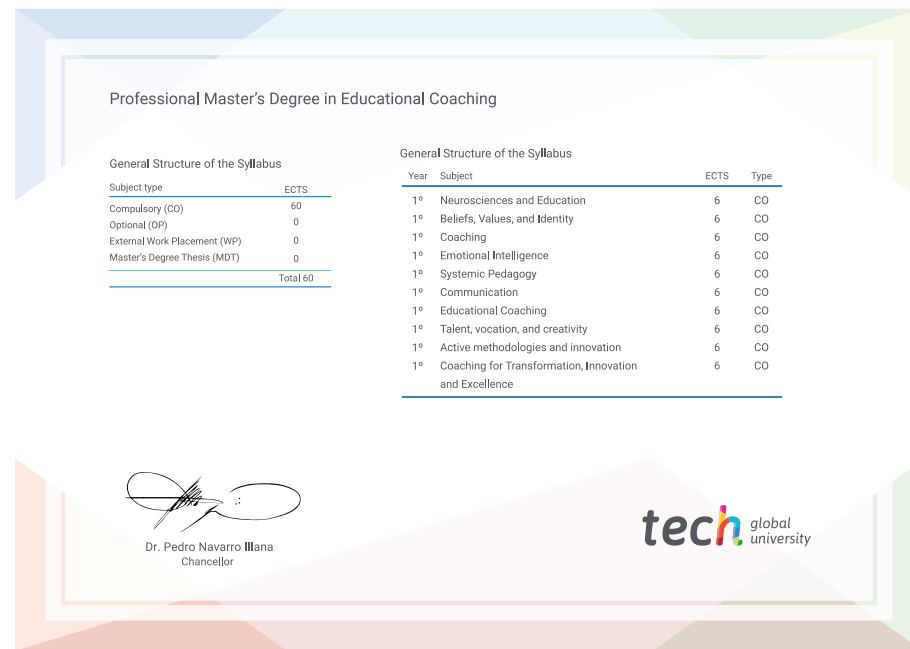 Professional Master's Degree in Educational Coaching
General Structure of the Syllabus
Subject type ECTS
Compulsory (CO) 60
Optional (OP) 0
External Work Placement (WP) 0
Master's Degree Thesis (MDT) 0
Total 60
General Structure of the Syllabus
Year Subject ECTS Type
1º Neurosciences and Education 6 CO
1º Beliefs, Values, and Identity 6 CO
1º Coaching 6 CO
1º Emotional Intelligence 6 CO
1º Systemic Pedagogy 6 CO
1º Communication 6 CO
1º Educational Coaching 6 CO
1º Talent, vocation, and creativity 6 CO
1º Active methodologies and innovation 6 CO
1º Coaching for Transformation, Innovation 6 CO
and Excellence
Dr. Pedro Navarro Illana
Chancellor
tech global
university